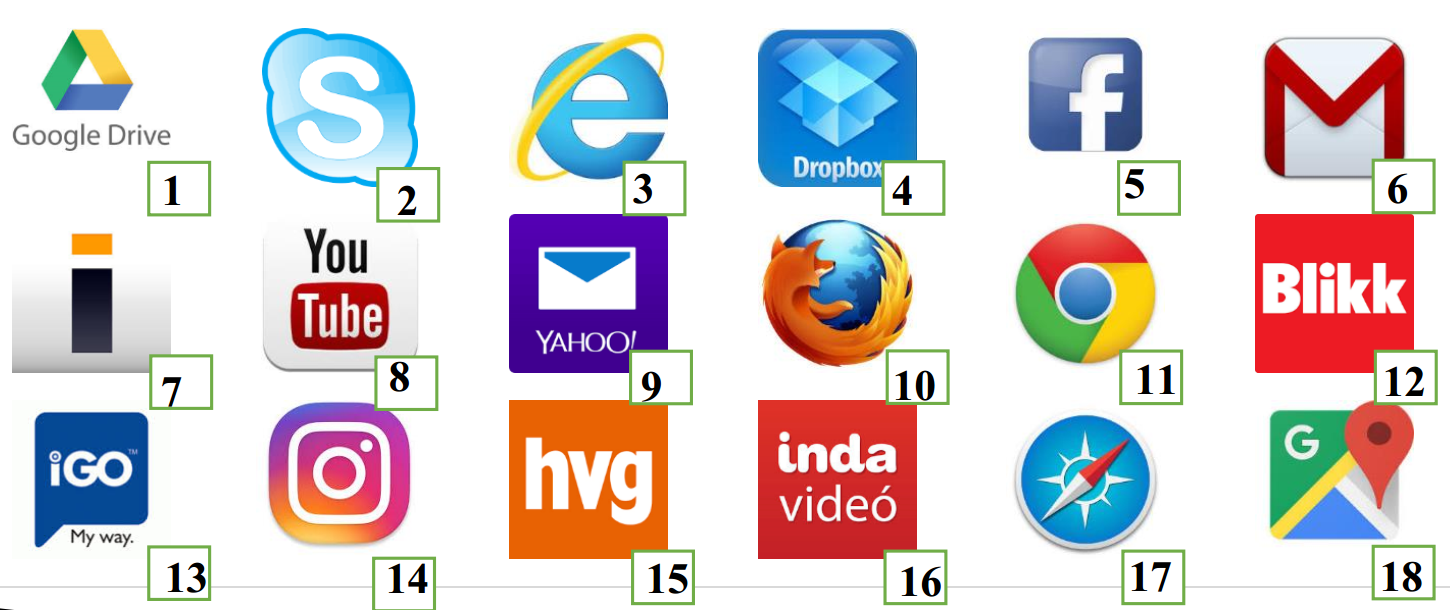 Google Drive
1
S
2
e
3
Dropbox
4
f
5
M
6
i
7
You
Tube
8
YAHOO!
9
10
11
Blikk
12
iGO™
My way.
13
14
hvg
15
inda
videó
16
17
G
18